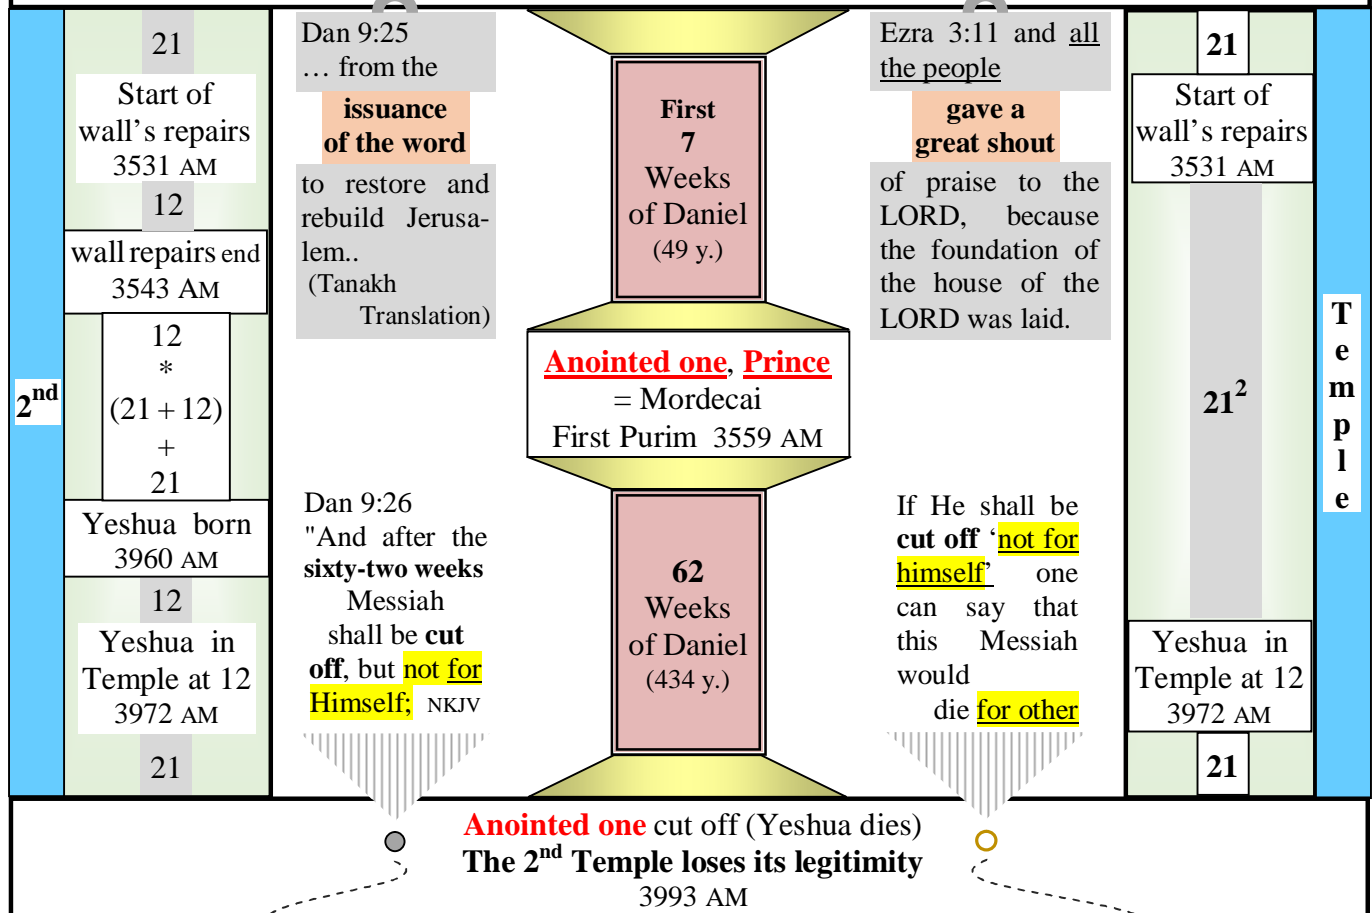 2nd
21
Start of
wall's repairs
3531 AM
12
wall repairs end
3543 AM
12
*
(21 + 12)
+
21
Yeshua born
3960 AM
12
Yeshua in
Temple at 12
3972 AM
21
Dan 9:25
… from the
issuance
of the word
to restore and
rebuild Jerusa-
lem..
(Tanakh
Translation)
Dan 9:26
"And after the
sixty-two weeks
Messiah
shall be cut
off, but not for
Himself; NKJV
First
7
Weeks
of Daniel
(49 y.)
Anointed one, Prince
= Mordecai
First Purim 3559 AM
62
Weeks
of Daniel
(434 y.)
Ezra 3:11 and all
the people
gave a
great shout
of praise to the
LORD, because
the foundation of
the house of the
LORD was laid.
If He shall be
cut off 'not for
himself' one
can say that
this Messiah
would
die for other
21
Start of
wall's repairs
3531 AM
21²
Yeshua in
Temple at 12
3972 AM
21
T
e
m
p
l
e
Anointed one cut off (Yeshua dies)
The 2nd Temple loses its legitimity
3993 AM